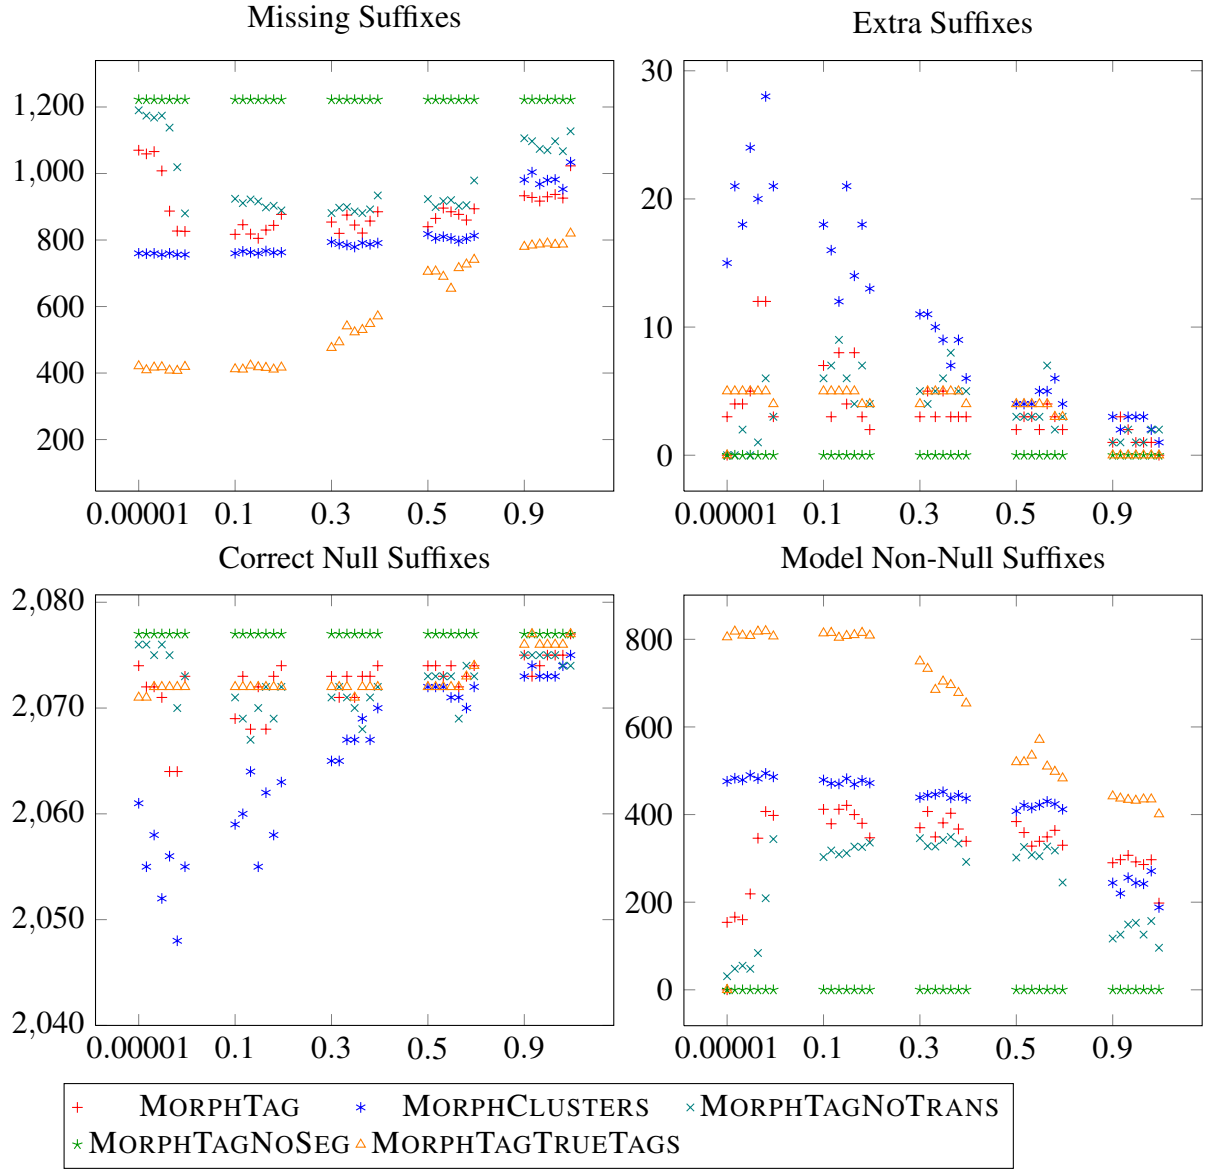 Missing Suffixes
1,200
1,000
800
600
400
200
0.00001 0.1 0.3 0.5 0.9
Extra Suffixes
30
20
10
0
0.00001 0.1 0.3 0.5 0.9
Correct Null Suffixes
2,080
2,070
2,060
2,050
2,040
0.00001 0.1 0.3 0.5 0.9
Model Non-Null Suffixes
800
600
400
200
0
0.00001 0.1 0.3 0.5 0.9
MORPHTAG MORPHCLUSTERS MORPHTAGNOTRANS
MORPHTAGNOSEG MORPHTAGTRUETAGS